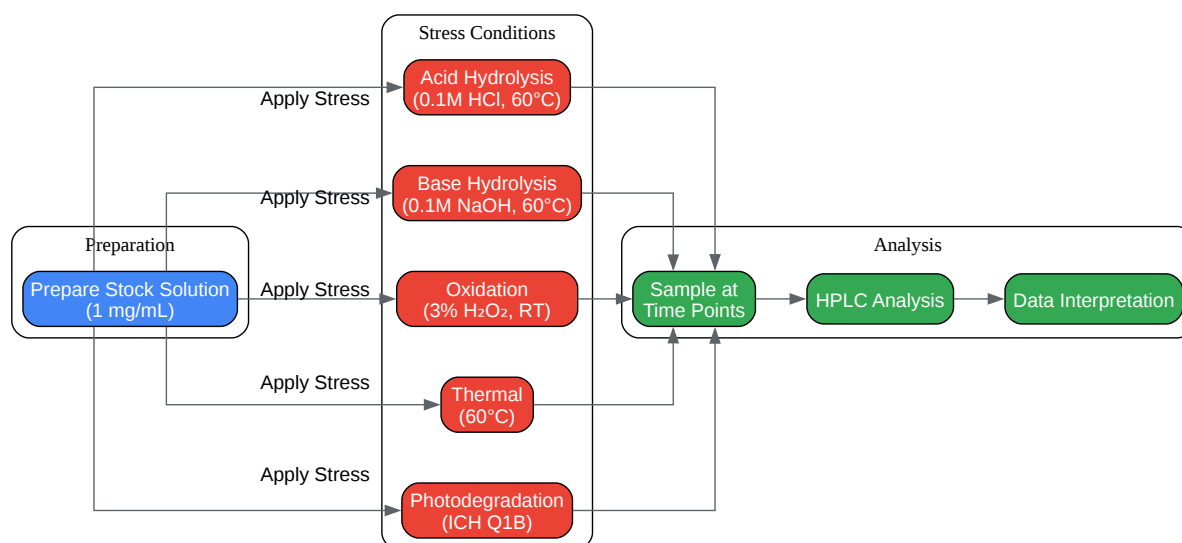 Stress Conditions
Acid Hydrolysis
(0.1M HCl, 60°C)
Apply Stress
Base Hydrolysis
(0.1M NaOH, 60°C)
Apply Stress
Preparation
Analysis
Prepare Stock Solution
(1 mg/mL)
Apply Stress
Oxidation
(3% H₂O₂, RT)
Sample at
Time Points
HPLC Analysis
Data Interpretation
Apply Stress
Thermal
(60°C)
Apply Stress
Photodegradation
(ICH Q1B)